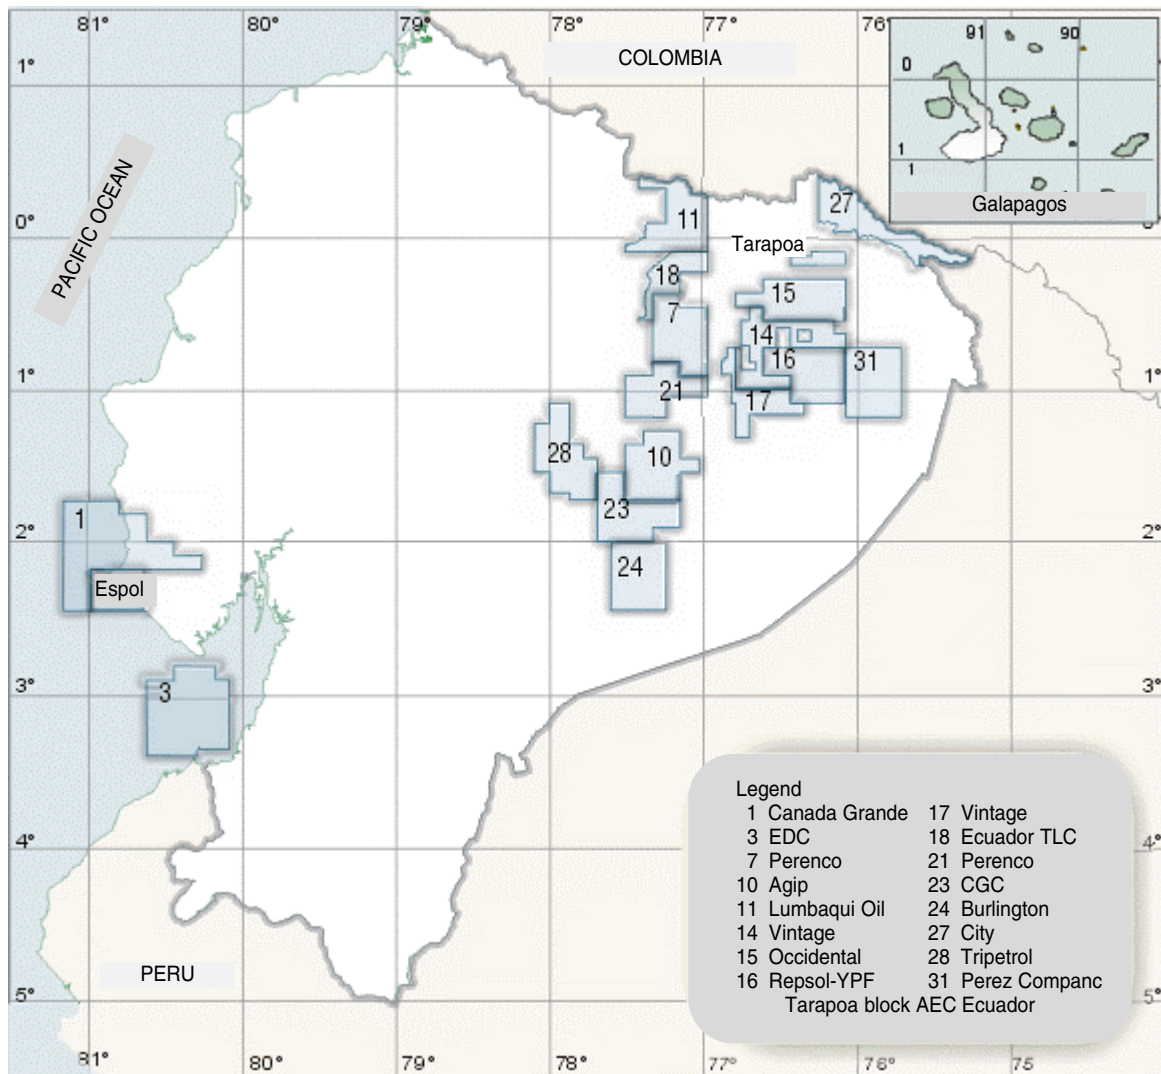 81°
80°
79°
78°
77°
76°
COLOMBIA
91
90
0
1
1
Galapagos
1°
PACIFIC OCEAN
0°
11
27
Tarapoa
18
15
7
14
16
31
1°
1°
21
17
28
10
1
23
2°
2°
Espol
24
3
3°
3°
4°
4°
PERU
5°
5°
Legend
1 Canada Grande 17 Vintage
3 EDC 18 Ecuador TLC
7 Perenco 21 Perenco
10 Agip 23 CGC
11 Lumbaqui Oil 24 Burlington
14 Vintage 27 City
15 Occidental 28 Tripetrol
16 Repsol-YPF 31 Perez Companc
Tarapoa block AEC Ecuador
81°
80°
79°
78°
77°
76°
75